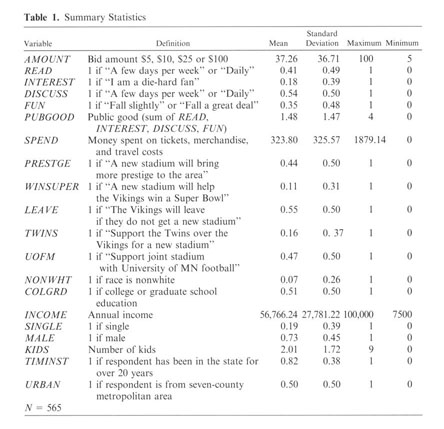 Table 1. Summary Statistics
Standard
Variable Definition Mean Deviation Maximum Minimum
AMOUNT Bid amount $5, $10, $25 or $100 37.26 36.71 100 5
READ 1 if "A few days per week" or "Daily" 0.41 0.49 1 0
INTEREST 1 if "I am a die-hard fan" 0.18 0.39 1 0
DISCUSS 1 if "A few days per week" or "Daily" 0.54 0.50 1 0
FUN 1 if "Fall slightly" or "Fall a great deal" 0.35 0.48 1 0
PUBGOOD Public good (sum of READ, 1.48 1.47 4 0
INTEREST, DISCUSS, FUN)
SPEND Money spent on tickets, merchandise, 323.80 325.57 1879.14 0
and travel costs
PRESTGE 1 if "A new stadium will bring 0.44 0.50 1 0
more prestige to the area"
WINSUPER 1 if "A new stadium will help 0.11 0.31 1 0
the Vikings win a Super Bowl"
LEAVE 1 if "The Vikings will leave 0.55 0.50 1 0
if they do not get a new stadium"
TWINS 1 if "Support the Twins over the 0.16 0. 37 1 0
Vikings for a new stadium"
UOFM 1 if "Support joint stadium 0.47 0.50 1 0
with University of MN football"
NONWHT 1 if race is nonwhite 0.07 0.26 1 0
COLGRD 1 if college or graduate school 0.51 0.50 1 0
education
INCOME Annual income 56,766.24 27,781.22 100,000 7500
SINGLE 1 if single 0.19 0.39 1 0
MALE 1 if male 0.73 0.45 1 0
KIDS Number of kids 2.01 1.72 9 0
TIMINST 1 if respondent has been in the state for 0.82 0.38 1 0
over 20 years
URBAN 1 if respondent is from seven-county 0.50 0.50 1 0
metropolitan area
N = 565